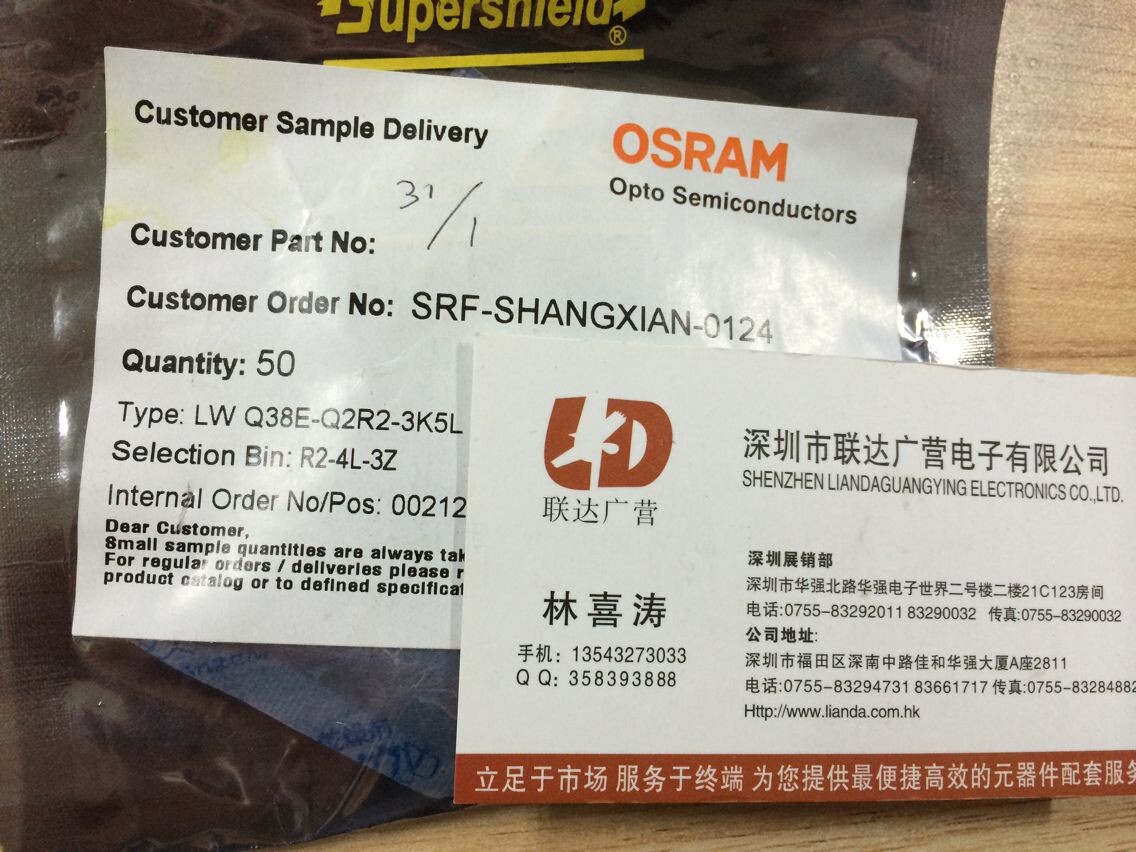 Supershield®
Customer Sample Delivery
OSRAM
Opto Semiconductors
31/1
Customer Part No:
Customer Order No: SRF-SHANGXIAN-0124
Quantity: 50
Type: LW Q38E-Q2R2-3K5L
Selection Bin: R2-4L-3Z
Internal Order No/Pos: 00212
Dear Customer,
Small sample quantities are always tak
For regular orders / deliveries please r
product catalog or to defined specificat
LD
联达广营
深圳市联达广营电子有限公司
SHENZHEN LIANDAGUANGYING ELECTRONICS CO.,LTD.
林喜涛
手机: 13543273033
Q Q: 358393888
深圳展销部
深圳市华强北路华强电子世界二号楼二楼21C123房间
电话:0755-83292011 83290032 传真:0755-83290032
公司地址:
深圳市福田区深南中路佳和华强大厦A座2811
电话:0755-83294731 83661717 传真:0755-83284882
Http://www.lianda.com.hk
立足于市场 服务于终端 为您提供最便捷高效的元器件配套服务